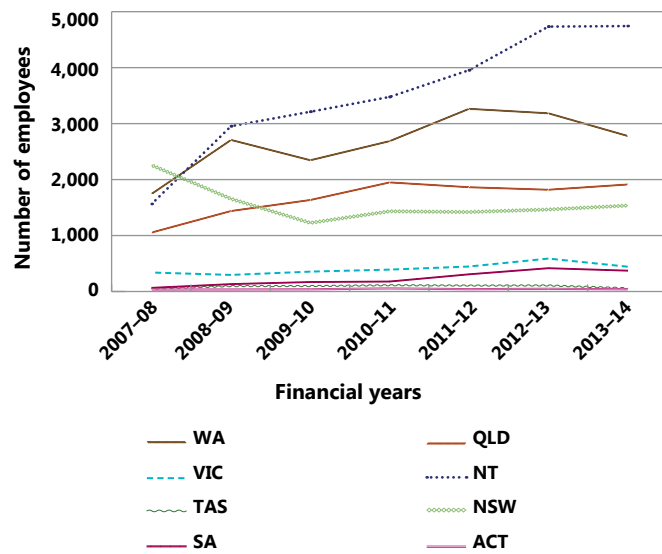 5,000
4,000
3,000
2,000
1,000
0
Number of employees
2007–08
2008–09
2009–10
2010–11
2011–12
2012–13
2013–14
Financial years
WA
QLD
VIC
NT
TAS
NSW
SA
ACT